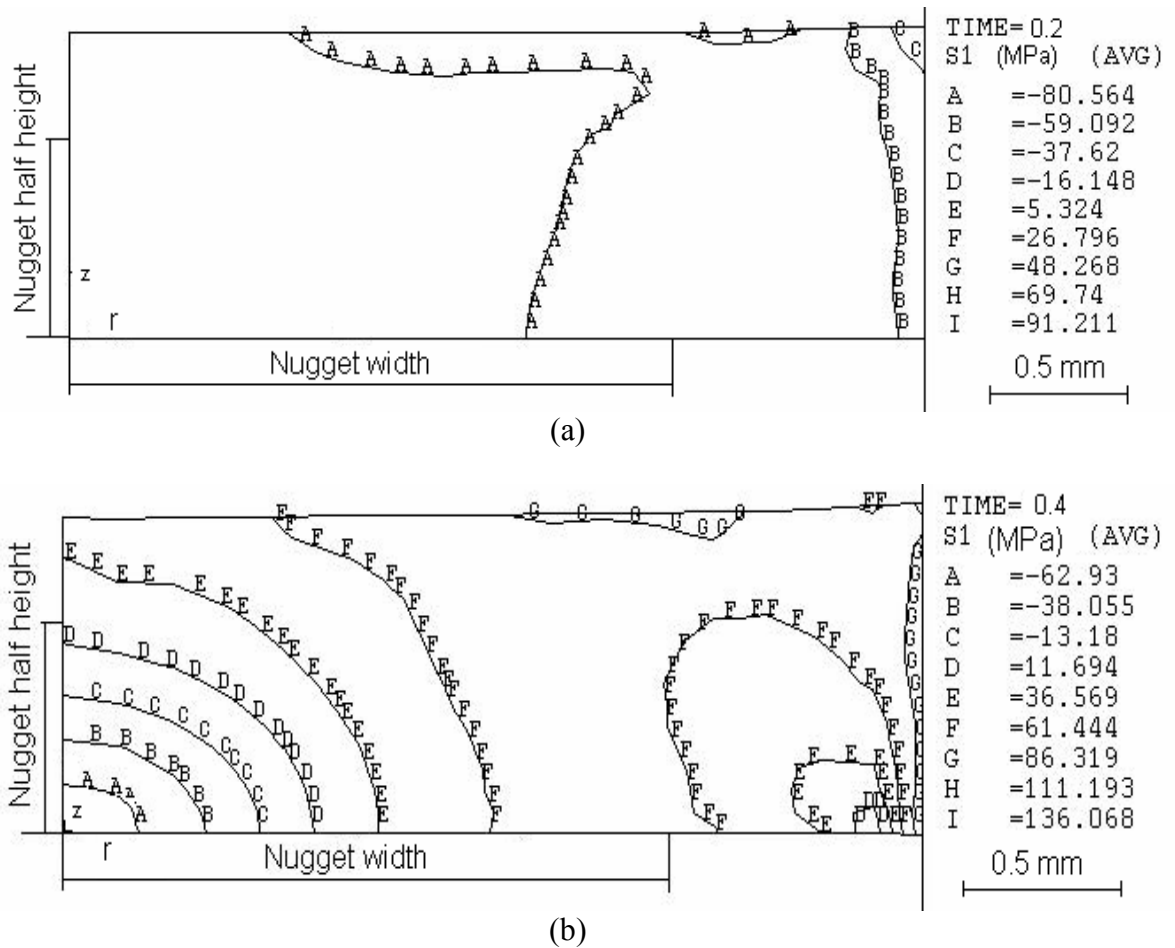 TIME= 0.2
S1 (MPa) (AVG)
A =-80.564
B =-59.092
C =-37.62
D =-16.148
E =5.324
F =26.796
G =48.268
H =69.74
I =91.211
0.5 mm
Nugget half height
z
r
Nugget width
(a)
TIME= 0.4
S1 (MPa) (AVG)
A =-62.93
B =-38.055
C =-13.18
D =11.694
E =36.569
F =61.444
G =86.319
H =111.193
I =136.068
0.5 mm
Nugget half height
z
r
Nugget width
(b)